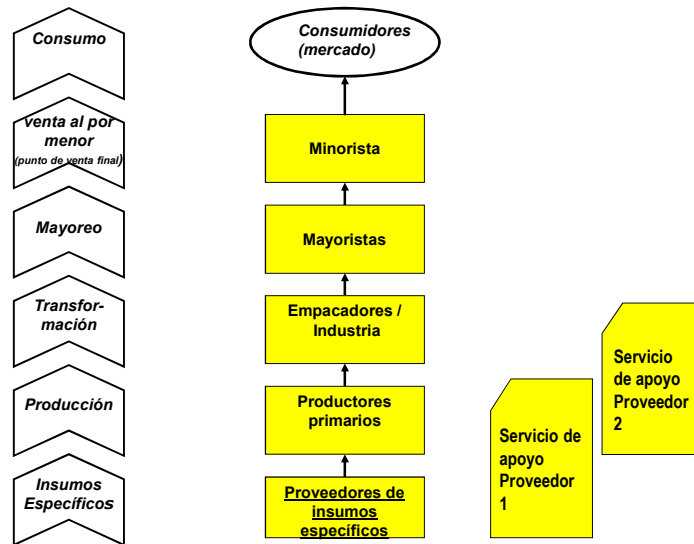 Consumo
Consumidores
(mercado)
venta al por
menor
(punto de venta final)
Minorista
Mayoreo
Mayoristas
Transfor-
mación
Empacadores /
Industria
Servicio
de apoyo
Proveedor
2
Producción
Productores
primarios
Servicio de
apoyo
Proveedor
1
Insumos
Específicos
Proveedores de
insumos
específicos